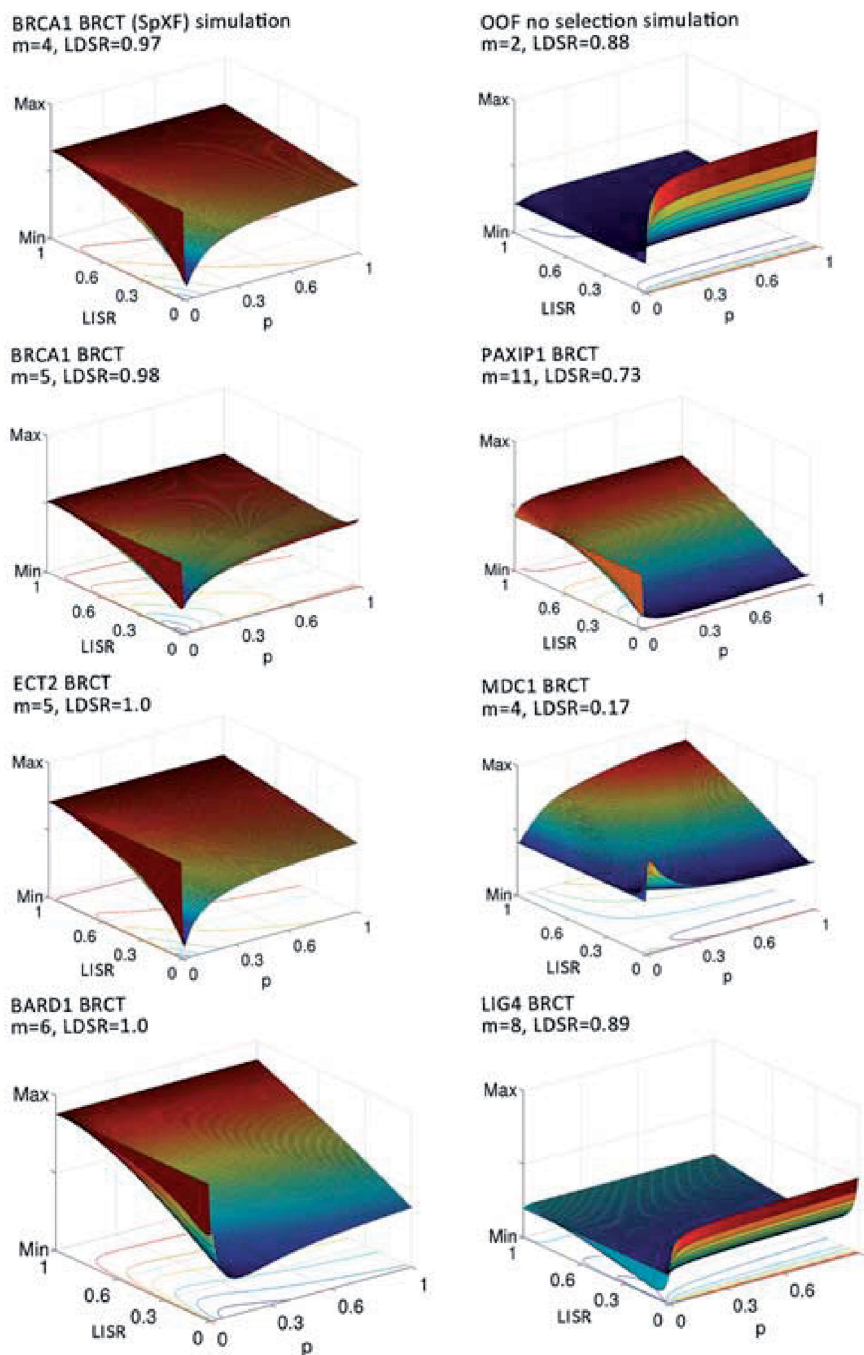 BRCA1 BRCT (SpXF) simulation
m=4, LDSR=0.97
Max
Min
1
0.6
0.3
0
LISR
0
0.3
0.6
1
p
OOF no selection simulation
m=2, LDSR=0.88
Max
Min
1
0.6
0.3
0
LISR
0
0.3
0.6
1
p
BRCA1 BRCT
m=5, LDSR=0.98
Max
Min
1
0.6
0.3
0
LISR
0
0.3
0.6
1
p
PAXIP1 BRCT
m=11, LDSR=0.73
Max
Min
1
0.6
0.3
0
LISR
0
0.3
0.6
1
p
ECT2 BRCT
m=5, LDSR=1.0
Max
Min
1
0.6
0.3
0
LISR
0
0.3
0.6
1
p
MDC1 BRCT
m=4, LDSR=0.17
Max
Min
1
0.6
0.3
0
LISR
0
0.3
0.6
1
p
BARD1 BRCT
m=6, LDSR=1.0
Max
Min
1
0.6
0.3
0
LISR
0
0.3
0.6
1
p
LIG4 BRCT
m=8, LDSR=0.89
Max
Min
1
0.6
0.3
0
LISR
0
0.3
0.6
1
p